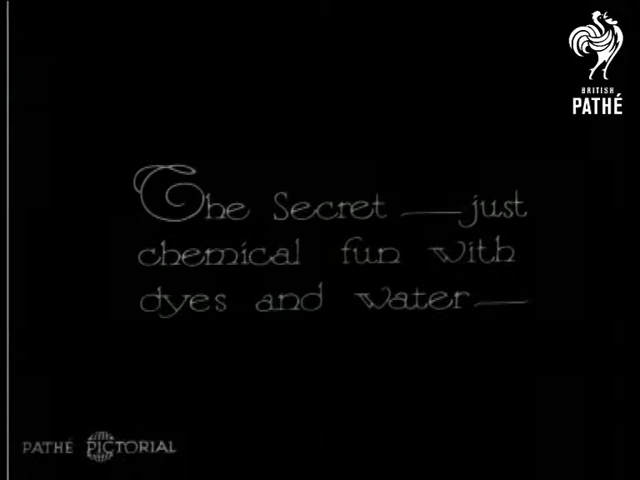 BRITISH
PATHÉ
The Secret — just
chemical fun with
dyes and water —
PATHÉ PICTORIAL